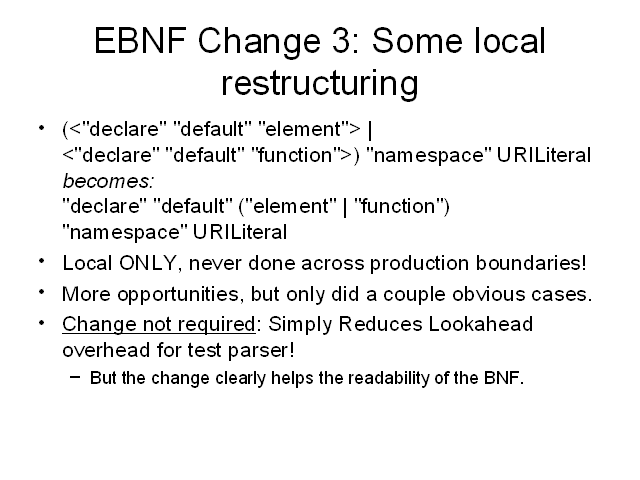 EBNF Change 3: Some local
restructuring
• (<"declare" "default" "element"> |
<"declare" "default" "function">) "namespace" URILiteral
becomes:
"declare" "default" ("element" | "function")
"namespace" URILiteral
• Local ONLY, never done across production boundaries!
• More opportunities, but only did a couple obvious cases.
• Change not required: Simply Reduces Lookahead
overhead for test parser!
– But the change clearly helps the readability of the BNF.